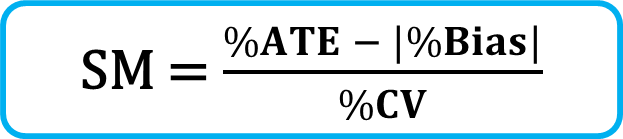 SM = %ATE − |%Bias| / %CV